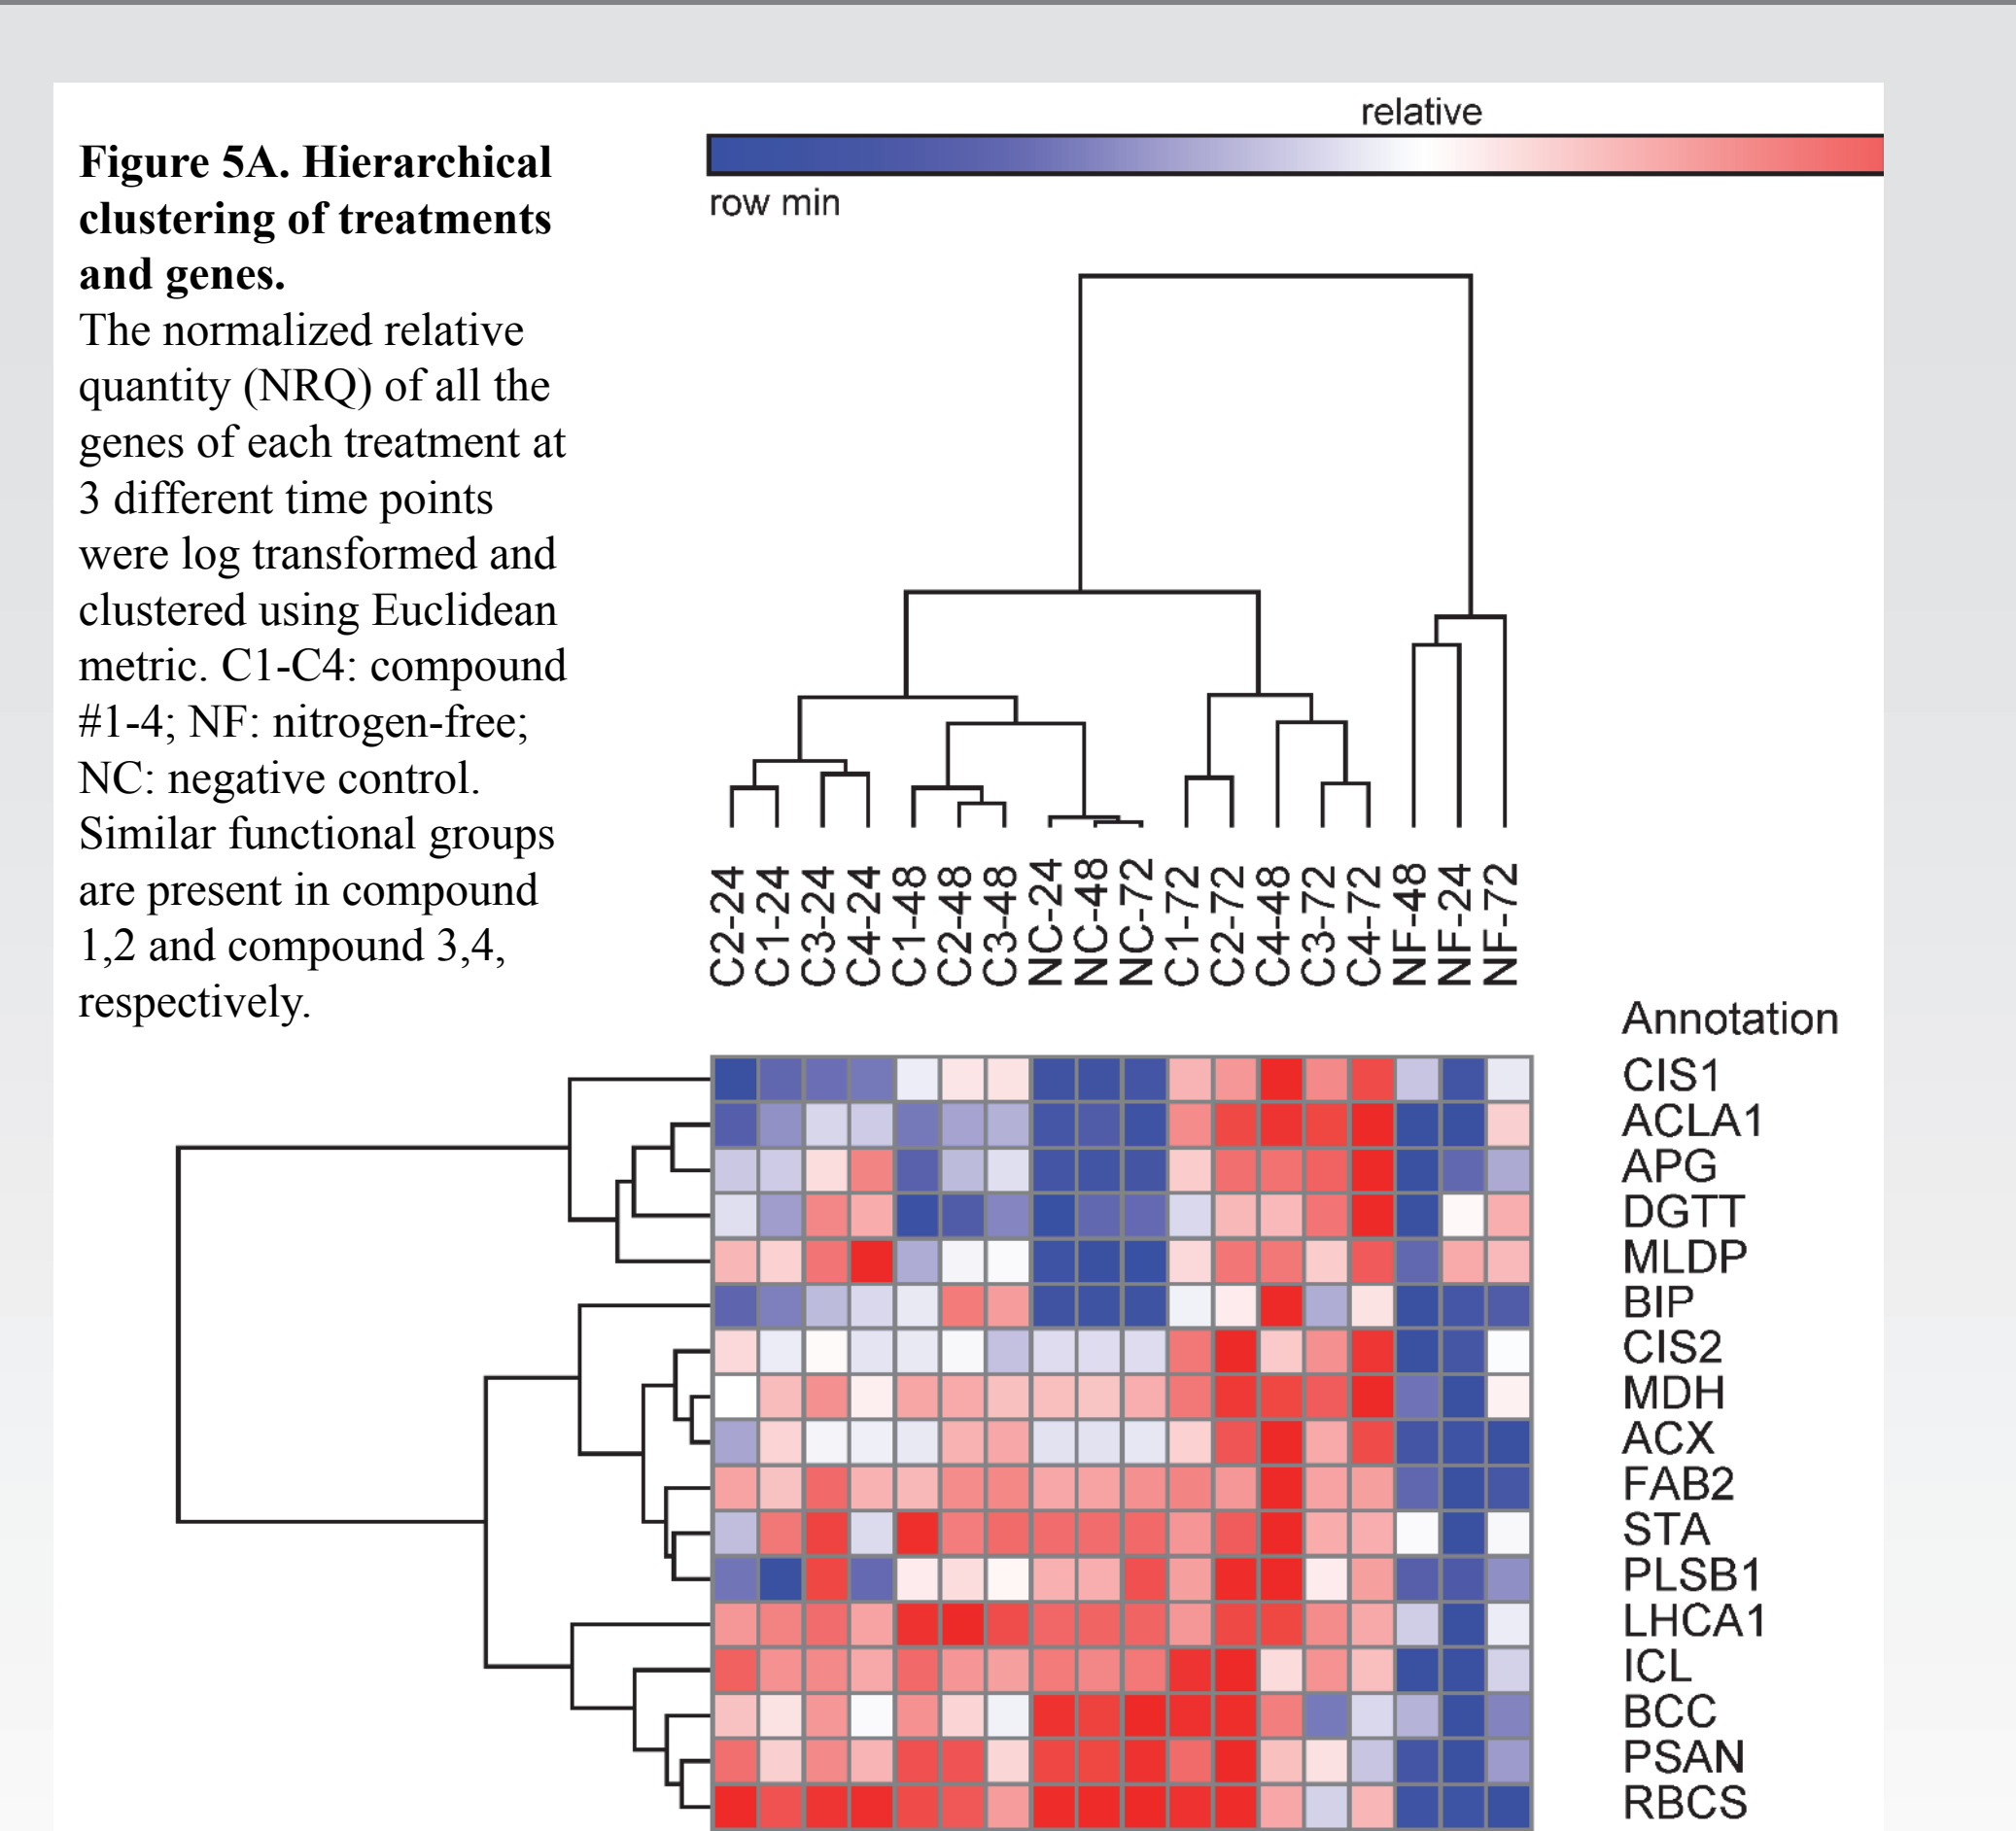 Figure 5A. Hierarchical
clustering of treatments
and genes.
The normalized relative
quantity (NRQ) of all the
genes of each treatment at
3 different time points
were log transformed and
clustered using Euclidean
metric. C1-C4: compound
#1-4; NF: nitrogen-free;
NC: negative control.
Similar functional groups
are present in compound
1,2 and compound 3,4,
respectively.
relative
row min
C2-24
C1-24
C3-24
C4-24
C1-48
C2-48
C3-48
NC-24
NC-48
NC-72
C1-72
C2-72
C4-48
C3-72
C4-72
NF-48
NF-24
NF-72
Annotation
CIS1
ACLA1
APG
DGTT
MLDP
BIP
CIS2
MDH
ACX
FAB2
STA
PLSB1
LHCA1
ICL
BCC
PSAN
RBCS